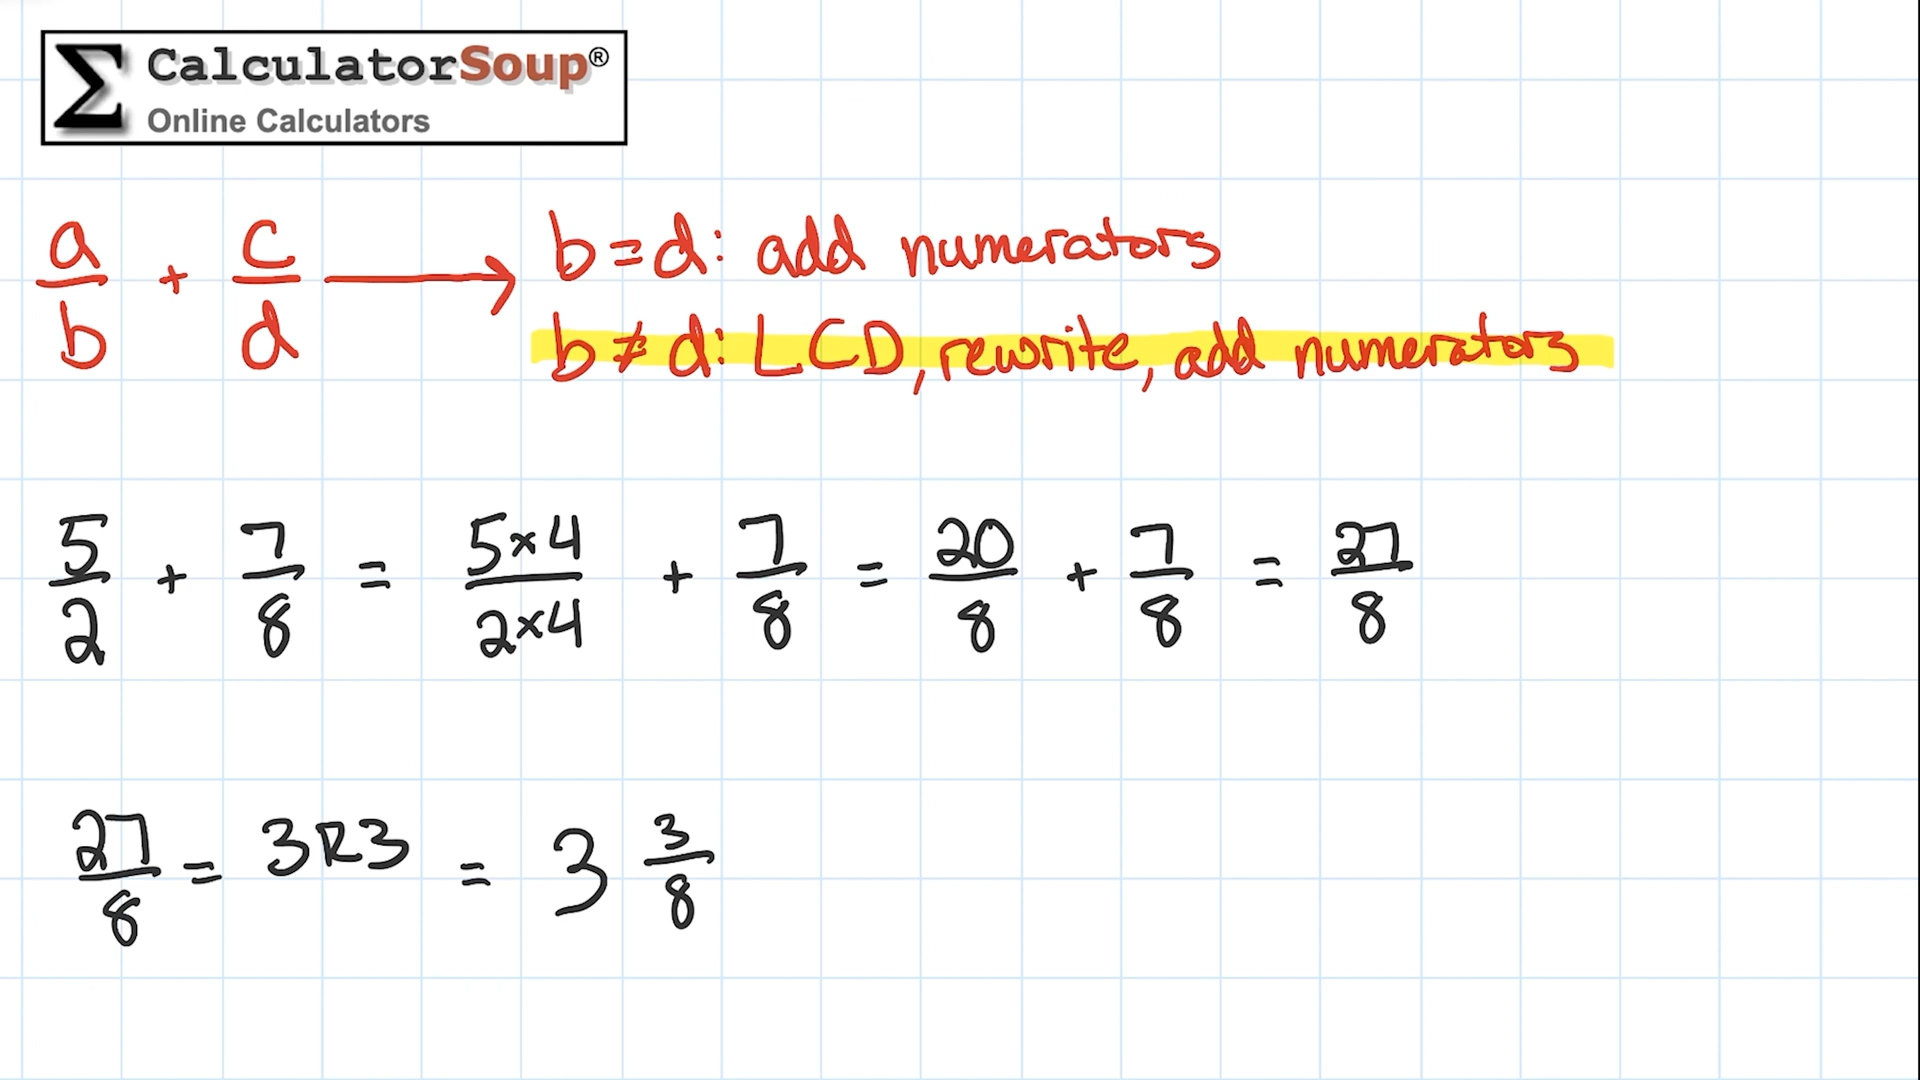 Σ CalculatorSoup®
Online Calculators
a/b + c/d → b = d: add numerators
b ≠ d: LCD, rewrite, add numerators
5/2 + 7/8 = 5×4/2×4 + 7/8 = 20/8 + 7/8 = 27/8
27/8 = 3R3 = 3 3/8